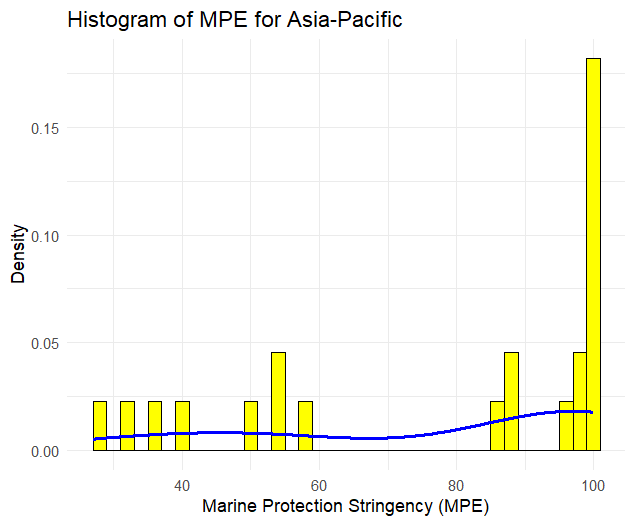 Histogram of MPE for Asia-Pacific
0.15
0.10
0.05
0.00
Density
40 60 80 100
Marine Protection Stringency (MPE)